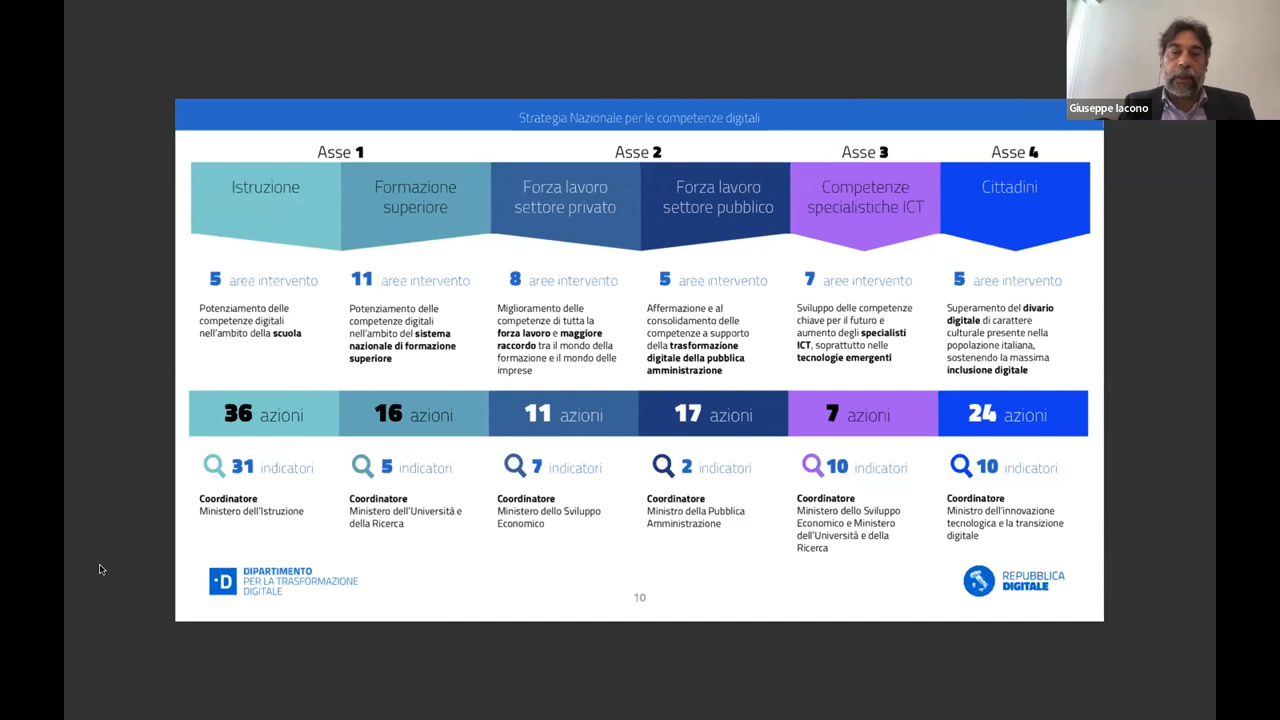 Giuseppe Iacono
Strategia Nazionale per le competenze digitali
Asse 1
Asse 2
Asse 3
Asse 4
Istruzione
Formazione
superiore
Forza lavoro
settore privato
Forza lavoro
settore pubblico
Competenze
specialistiche ICT
Cittadini
5 aree intervento
11 aree intervento
8 aree intervento
5 aree intervento
7 aree intervento
5 aree intervento
Potenziamento delle
competenze digitali
nell'ambito della scuola
Potenziamento delle
competenze digitali
nell'ambito del sistema
nazionale di formazione
superiore
Miglioramento delle
competenze di tutta la
forza lavoro e maggiore
raccordo tra il mondo della
formazione e il mondo delle
imprese
Affermazione e al
consolidamento delle
competenze a supporto
della trasformazione
digitale della pubblica
amministrazione
Sviluppo delle competenze
chiave per il futuro e
aumento degli specialisti
ICT, soprattutto nelle
tecnologie emergenti
Superamento del divario
digitale di carattere
culturale presente nella
popolazione italiana,
sostenendo la massima
inclusione digitale
36 azioni
16 azioni
11 azioni
17 azioni
7 azioni
24 azioni
31 indicatori
5 indicatori
7 indicatori
2 indicatori
10 indicatori
10 indicatori
Coordinatore
Ministero dell'Istruzione
Coordinatore
Ministero dell'Università e
della Ricerca
Coordinatore
Ministero dello Sviluppo
Economico
Coordinatore
Ministro della Pubblica
Amministrazione
Coordinatore
Ministero dello Sviluppo
Economico e Ministero
dell'Università e della
Ricerca
Coordinatore
Ministro dell'innovazione
tecnologica e la transizione
digitale
·D
DIPARTIMENTO
PER LA TRASFORMAZIONE
DIGITALE
10
REPUBBLICA
DIGITALE